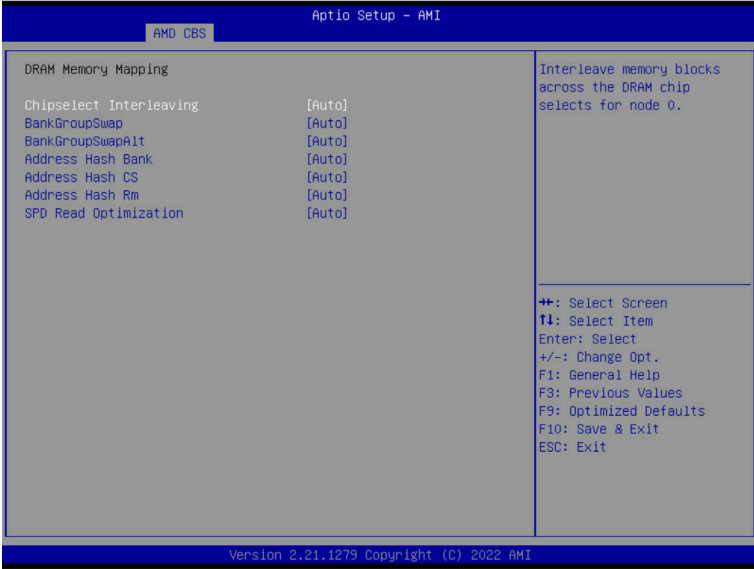 Aptio Setup – AMI
AMD CBS
DRAM Memory Mapping
Chipselect Interleaving [Auto]
BankGroupSwap [Auto]
BankGroupSwapAlt [Auto]
Address Hash Bank [Auto]
Address Hash CS [Auto]
Address Hash Rm [Auto]
SPD Read Optimization [Auto]
Interleave memory blocks
across the DRAM chip
selects for node 0.
→←: Select Screen
↑↓: Select Item
Enter: Select
+/-: Change Opt.
F1: General Help
F3: Previous Values
F9: Optimized Defaults
F10: Save & Exit
ESC: Exit
Version 2.21.1279 Copyright (C) 2022 AMI